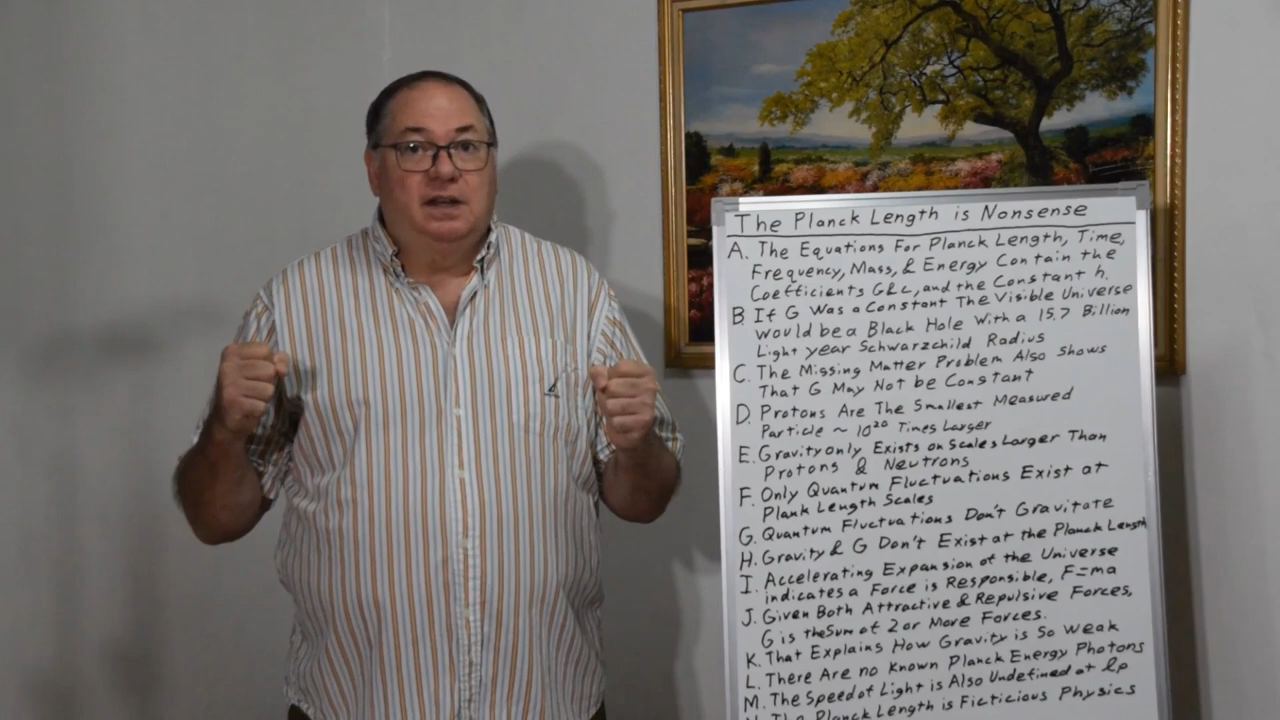 The Planck Length is Nonsense
A. The Equations For Planck Length, Time,
Frequency, Mass, & Energy Contain the
Coefficients G&c, and the Constant h.
B. If G Was a Constant The Visible Universe
would be a Black Hole With a 15.7 Billion
Light year Schwarzchild Radius
C. The Missing Matter Problem Also Shows
That G May Not be Constant
D. Protons Are The Smallest Measured
Particle ~ 10²⁰ Times Larger
E. Gravity only Exists on Scales Larger Than
Protons & Neutrons
F. Only Quantum Fluctuations Exist at
Plank Length Scales
G. Quantum Fluctuations Don't Gravitate
H. Gravity & G Don't Exist at the Planck Length
I. Accelerating Expansion of the Universe
indicates a Force is Responsible, F=ma
J. Given Both Attractive & Repulsive Forces,
G is the Sum of 2 or More Forces.
K. That Explains How Gravity is So Weak
L. There Are no Known Planck Energy Photons
M. The Speed of Light is Also Undefined at lp
N. The Planck Length is Ficticious Physics